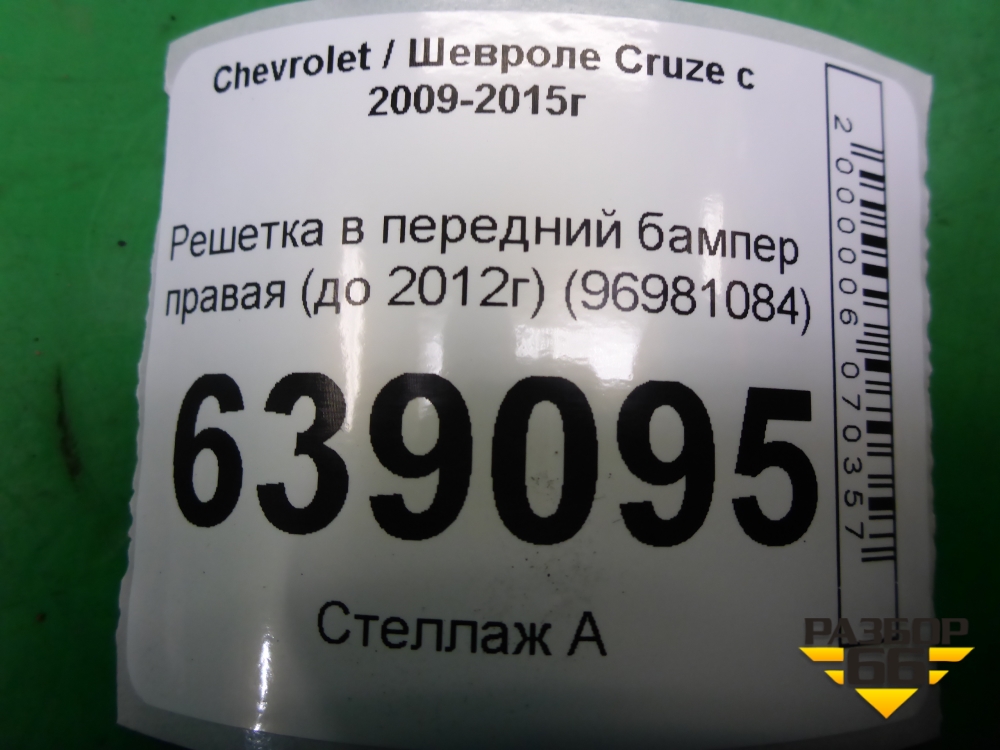 Chevrolet / Шевроле Cruze с
2009-2015г
Решетка в передний бампер
правая (до 2012г) (96981084)
639095
Стеллаж А
2000006070357
РАЗБОР
66